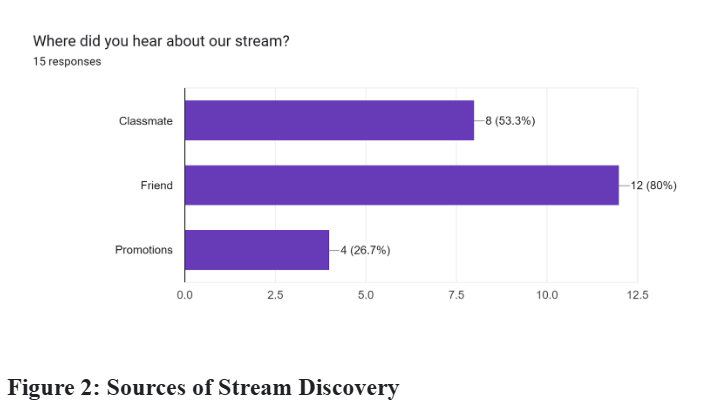 Where did you hear about our stream?
15 responses
Classmate
8 (53.3%)
Friend
12 (80%)
Promotions
4 (26.7%)
0.0 2.5 5.0 7.5 10.0 12.5
Figure 2: Sources of Stream Discovery